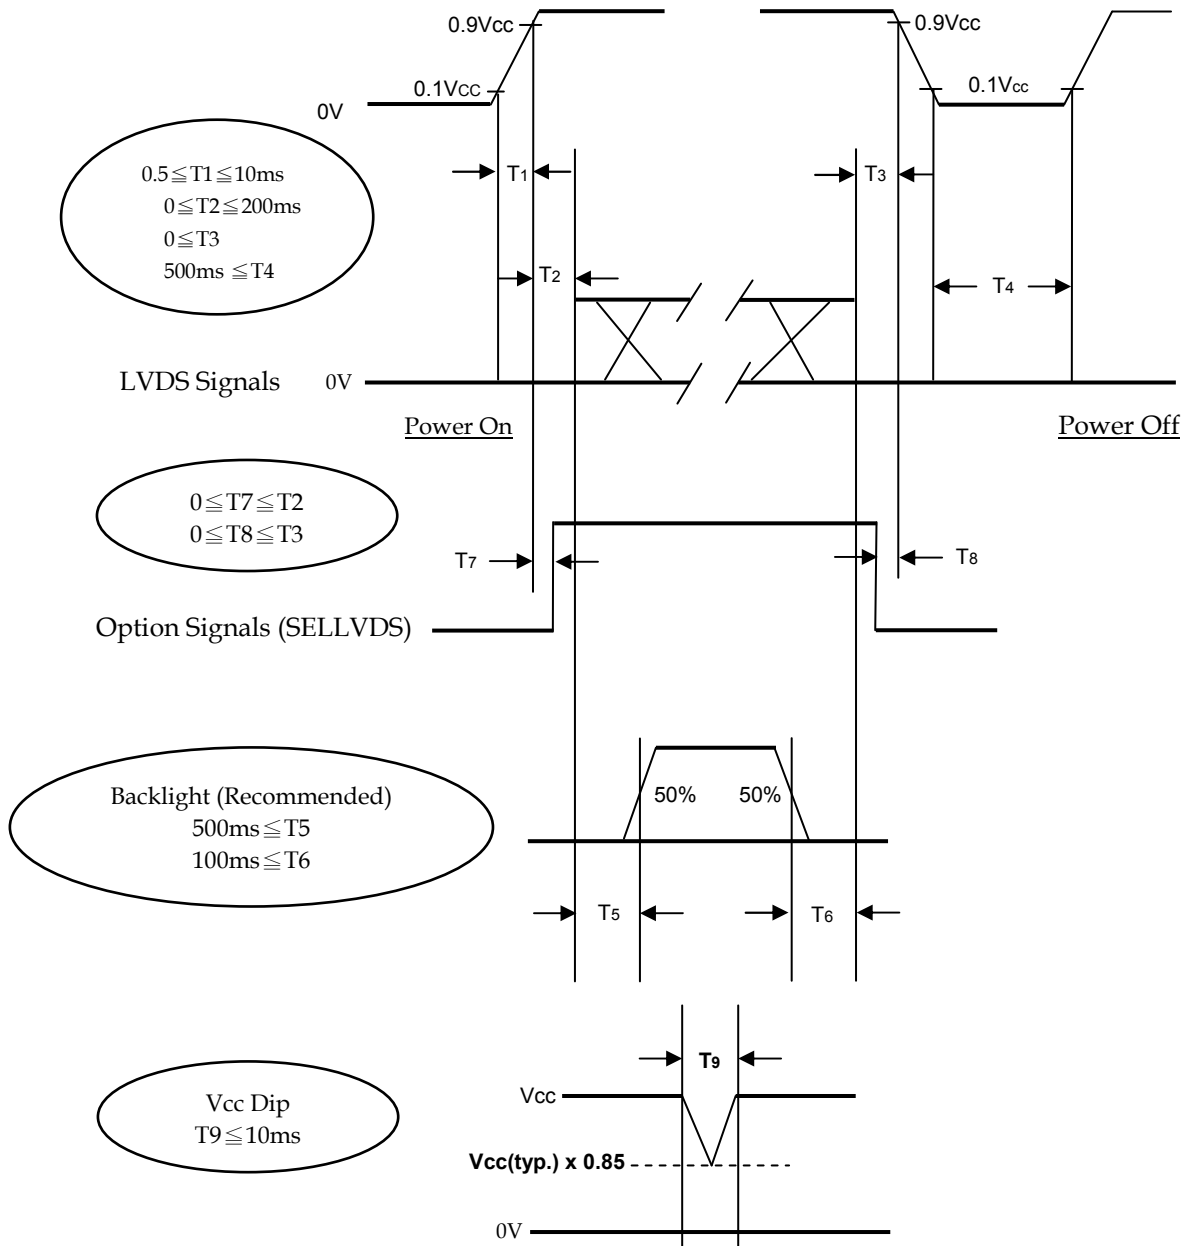 0.9Vcc
0.9Vcc
0.1VCC
0.1Vcc
0V
0.5≦T1≦10ms
0≦T2≦200ms
0≦T3
500ms ≦T4
T1
T3
T2
T4
LVDS Signals
0V
Power On
Power Off
0≦T7≦T2
0≦T8≦T3
T7
T8
Option Signals (SELLVDS)
Backlight (Recommended)
500ms≦T5
100ms≦T6
50%
50%
T5
T6
T9
Vcc Dip
T9≦10ms
Vcc
Vcc(typ.) x 0.85
0V